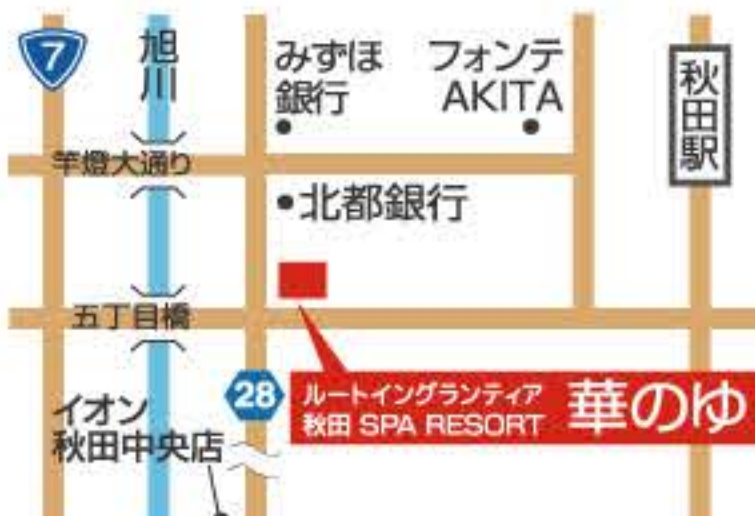 7
旭川
みずほ
銀行
フォンテ
AKITA
秋田駅
竿燈大通り
北都銀行
五丁目橋
28
ルートイングランティア
秋田 SPA RESORT
華のゆ
イオン
秋田中央店